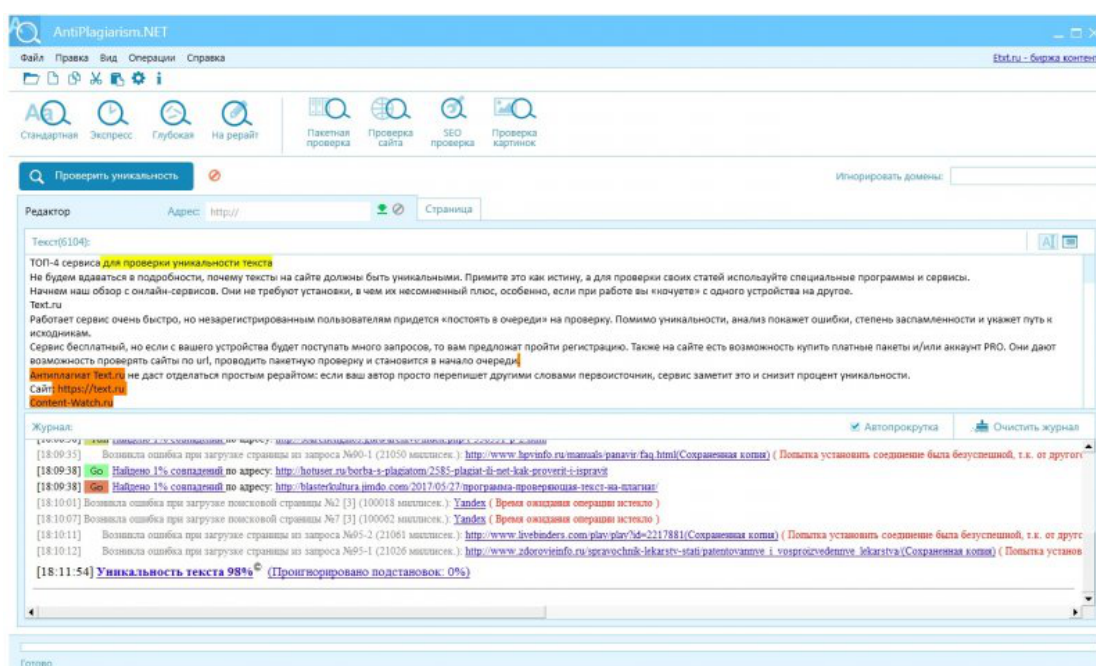 AntiPlagiarism.NET
Файл Правка Вид Операции Справка
Etxt.ru - биржа контен
Стандартная Экспресс Глубокая На рерайт Пакетная проверка Проверка сайта SEO проверка Проверка картинок
Проверить уникальность
Игнорировать домены:
Редактор Адрес: http:// Страница
Текст(6104):
ТОП-4 сервиса для проверки уникальности текста
Не будем вдаваться в подробности, почему тексты на сайте должны быть уникальными. Примите это как истину, а для проверки своих статей используйте специальные программы и сервисы.
Начнем наш обзор с онлайн-сервисов. Они не требуют установки, в чем их несомненный плюс, особенно, если при работе вы «кочуете» с одного устройства на другое.
Text.ru
Работает сервис очень быстро, но незарегистрированным пользователям придется «постоять в очереди» на проверку. Помимо уникальности, анализ покажет ошибки, степень заспамленности и укажет путь к
исходникам.
Сервис бесплатный, но если с вашего устройства будет поступать много запросов, то вам предложат пройти регистрацию. Также на сайте есть возможность купить платные пакеты и/или аккаунт PRO. Они дают
возможность проверять сайты по url, проводить пакетную проверку и становится в начало очереди.
Антиплагиат Text.ru не даст отделаться простым рерайтом: если ваш автор просто перепишет другими словами первоисточник, сервис заметит это и снизит процент уникальности.
Сайт: https://text.ru
Content-Watch.ru
Журнал: Автопрокрутка Очистить журнал
[18:09:35] Возникла ошибка при загрузке страницы из запроса №90-1 (21050 миллисек.): http://www.hpvinfo.ru/manuals/panavir/faq.html(Сохраненная копия) ( Попытка установить соединение была безуспешной, т.к. от другог
[18:09:38] Go Найдено 1% совпадений по адресу: http://hotuser.ru/borba-s-plagiatom/2585-plagiat-ili-net-kak-proverit-i-ispravit
[18:09:38] Go Найдено 1% совпадений по адресу: http://blasterkultura.jimdo.com/2017/05/27/программа-проверяющая-текст-на-плагиат/
[18:10:01] Возникла ошибка при загрузке поисковой страницы №2 [3] (100018 миллисек.): Yandex ( Время ожидания операции истекло )
[18:10:07] Возникла ошибка при загрузке поисковой страницы №7 [3] (100062 миллисек.): Yandex ( Время ожидания операции истекло )
[18:10:11] Возникла ошибка при загрузке страницы из запроса №95-2 (21061 миллисек.): http://www.livebinders.com/play/play?id=2217881(Сохраненная копия) ( Попытка установить соединение была безуспешной, т.к. от друго
[18:10:12] Возникла ошибка при загрузке страницы из запроса №95-1 (21026 миллисек.): http://www.zdorovieinfo.ru/spravochnik-lekarstv-stati/patentovannye_i_vosproizvedennye_lekarstva/(Сохраненная копия) ( Попытка установ
[18:11:54] Уникальность текста 98%© (Проигнорировано подстановок: 0%)
Готово